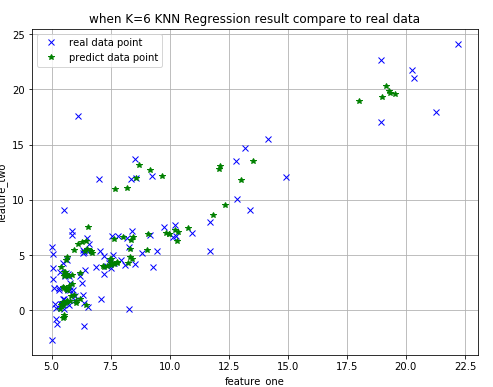 when K=6 KNN Regression result compare to real data
real data point
predict data point
feature_two
25
20
15
10
5
0
5.0 7.5 10.0 12.5 15.0 17.5 20.0 22.5
feature_one